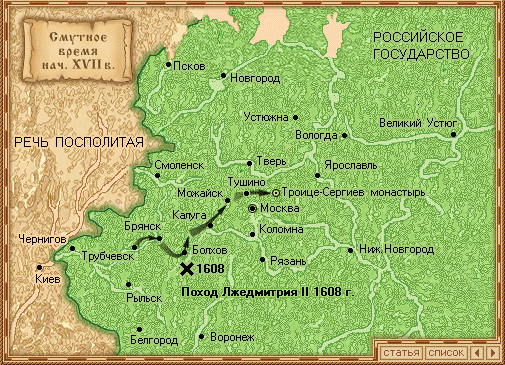 Смутное
время
нач. XVII в.
РОССИЙСКОЕ
ГОСУДАРСТВО
Псков
Новгород
Устюжна
Великий Устюг
Вологда
РЕЧЬ ПОСПОЛИТАЯ
Тверь
Смоленск
Ярославль
Тушино
Можайск
Троице-Сергиев монастырь
Москва
Калуга
Брянск
Коломна
Чернигов
Трубчевск
Болхов
Ниж.Новгород
Рязань
1608
Киев
Рыльск
Поход Лжедмитрия II 1608 г.
Белгород
Воронеж
статья
список